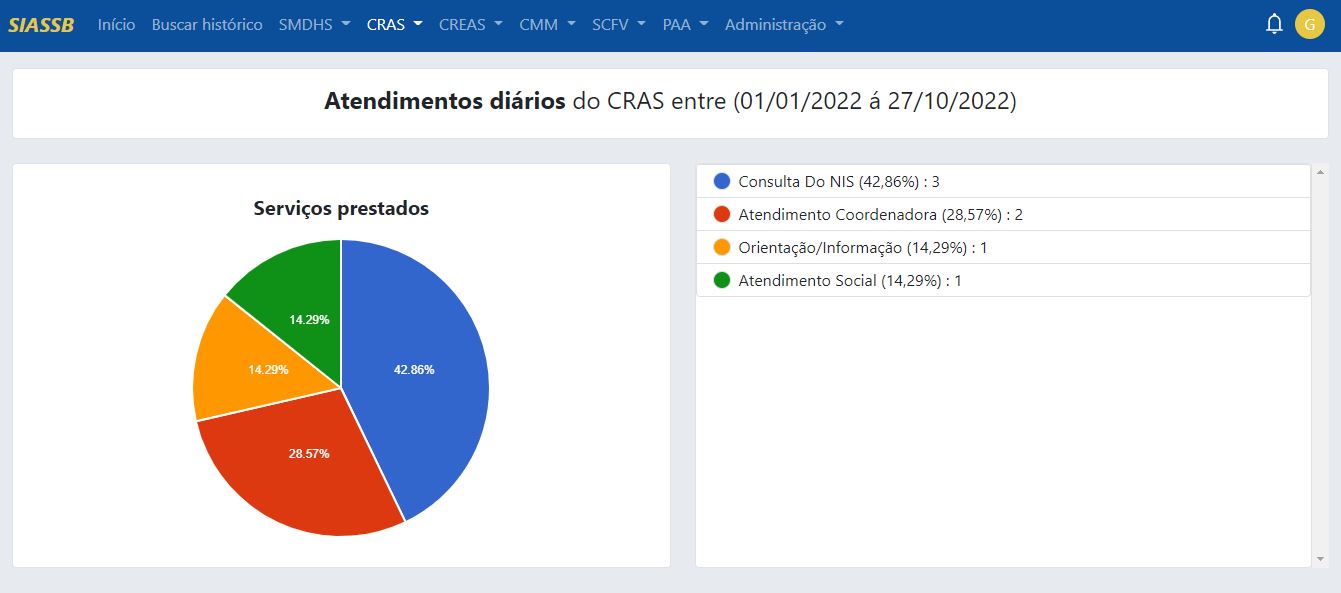 SIASSB Início Buscar histórico SMDHS CRAS CREAS CMM SCFV PAA Administração G
Atendimentos diários do CRAS entre (01/01/2022 á 27/10/2022)
Serviços prestados
14.29%
14.29%
42.86%
28.57%
Consulta Do NIS (42,86%) : 3
Atendimento Coordenadora (28,57%) : 2
Orientação/Informação (14,29%) : 1
Atendimento Social (14,29%) : 1